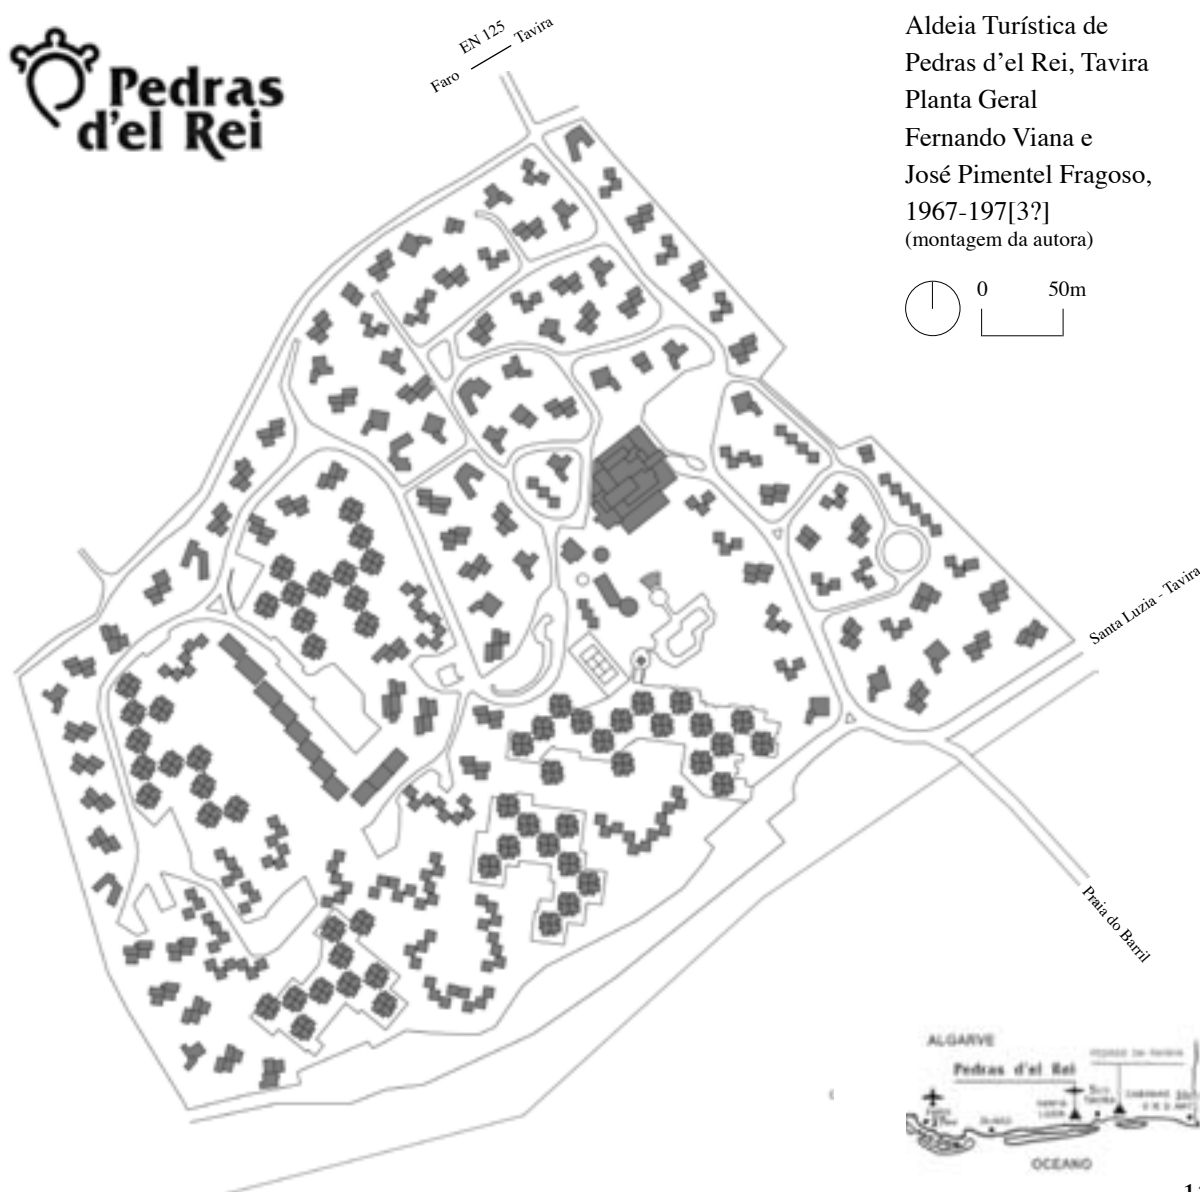 Pedras
d'el Rei
EN 125
Faro
Tavira
Aldeia Turística de
Pedras d’el Rei, Tavira
Planta Geral
Fernando Viana e
José Pimentel Fragoso,
1967-197[3?]
(montagem da autora)
0 50m
Santa Luzia - Tavira
Praia do Barril
ALGARVE
Pedras d'el Rei
OCEANO